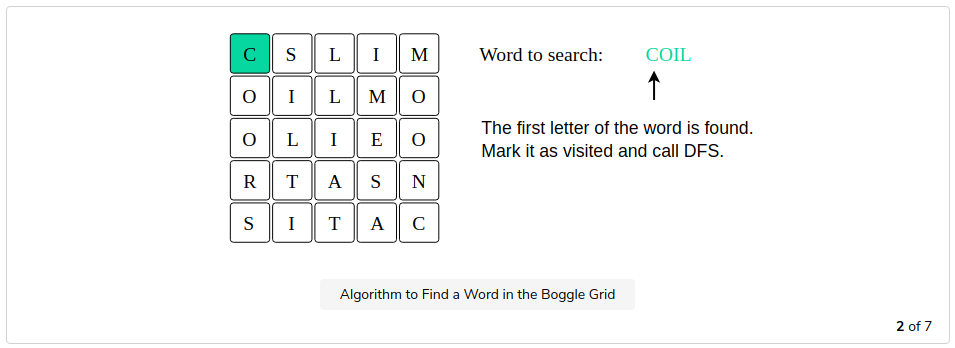 C S L I M
O I L M O
O L I E O
R T A S N
S I T A C
Word to search: COIL
The first letter of the word is found.
Mark it as visited and call DFS.
Algorithm to Find a Word in the Boggle Grid
2 of 7